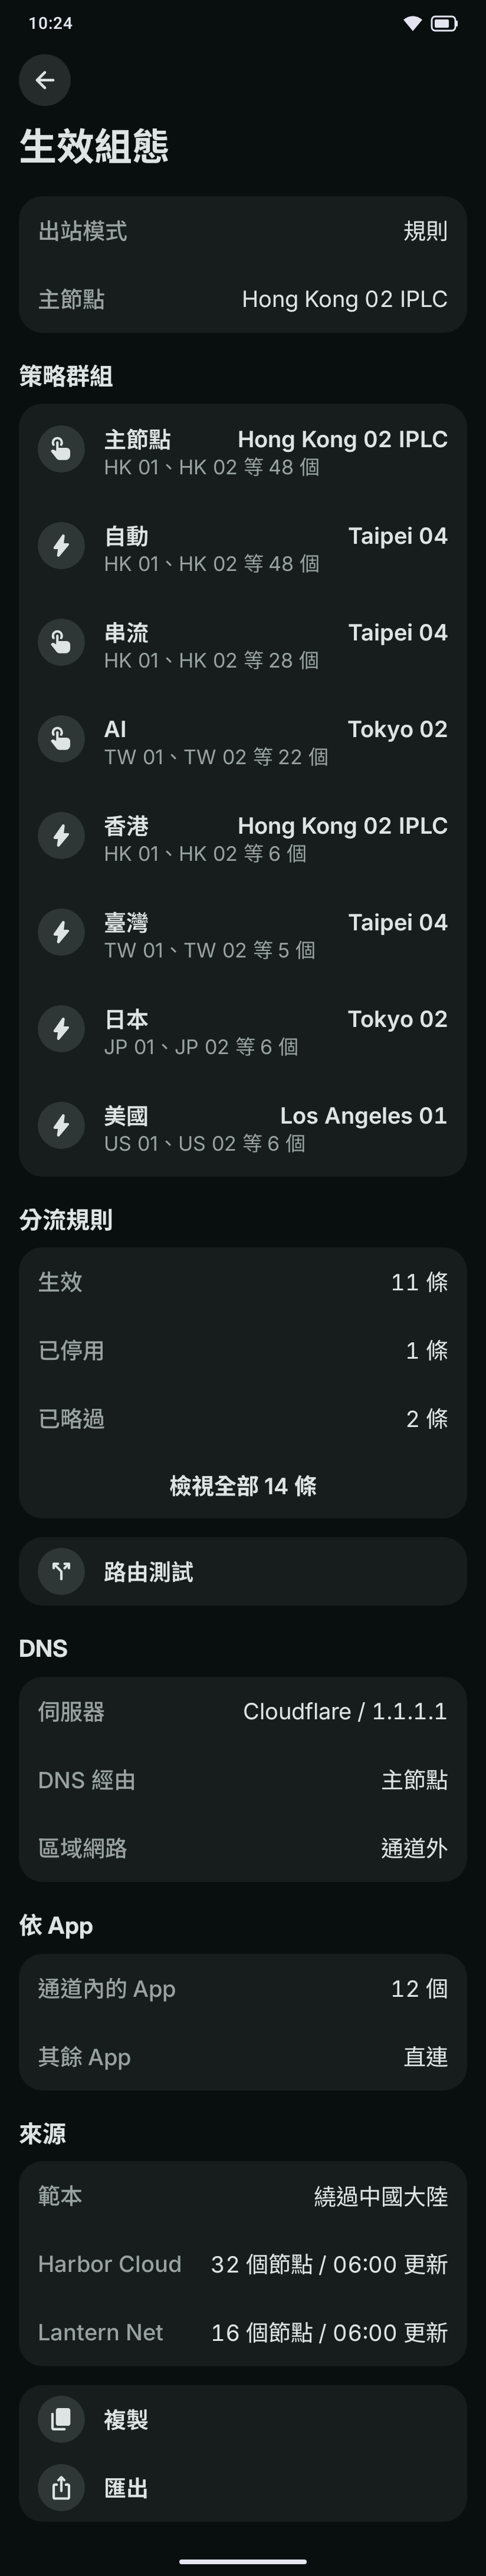 10:24
生效組態
出站模式 規則
主節點 Hong Kong 02 IPLC
策略群組
主節點 Hong Kong 02 IPLC
HK 01、HK 02 等 48 個
自動 Taipei 04
HK 01、HK 02 等 48 個
串流 Taipei 04
HK 01、HK 02 等 28 個
AI Tokyo 02
TW 01、TW 02 等 22 個
香港 Hong Kong 02 IPLC
HK 01、HK 02 等 6 個
臺灣 Taipei 04
TW 01、TW 02 等 5 個
日本 Tokyo 02
JP 01、JP 02 等 6 個
美國 Los Angeles 01
US 01、US 02 等 6 個
分流規則
生效 11 條
已停用 1 條
已略過 2 條
檢視全部 14 條
路由測試
DNS
伺服器 Cloudflare / 1.1.1.1
DNS 經由 主節點
區域網路 通道外
依 App
通道內的 App 12 個
其餘 App 直連
來源
範本 繞過中國大陸
Harbor Cloud 32 個節點 / 06:00 更新
Lantern Net 16 個節點 / 06:00 更新
複製
匯出